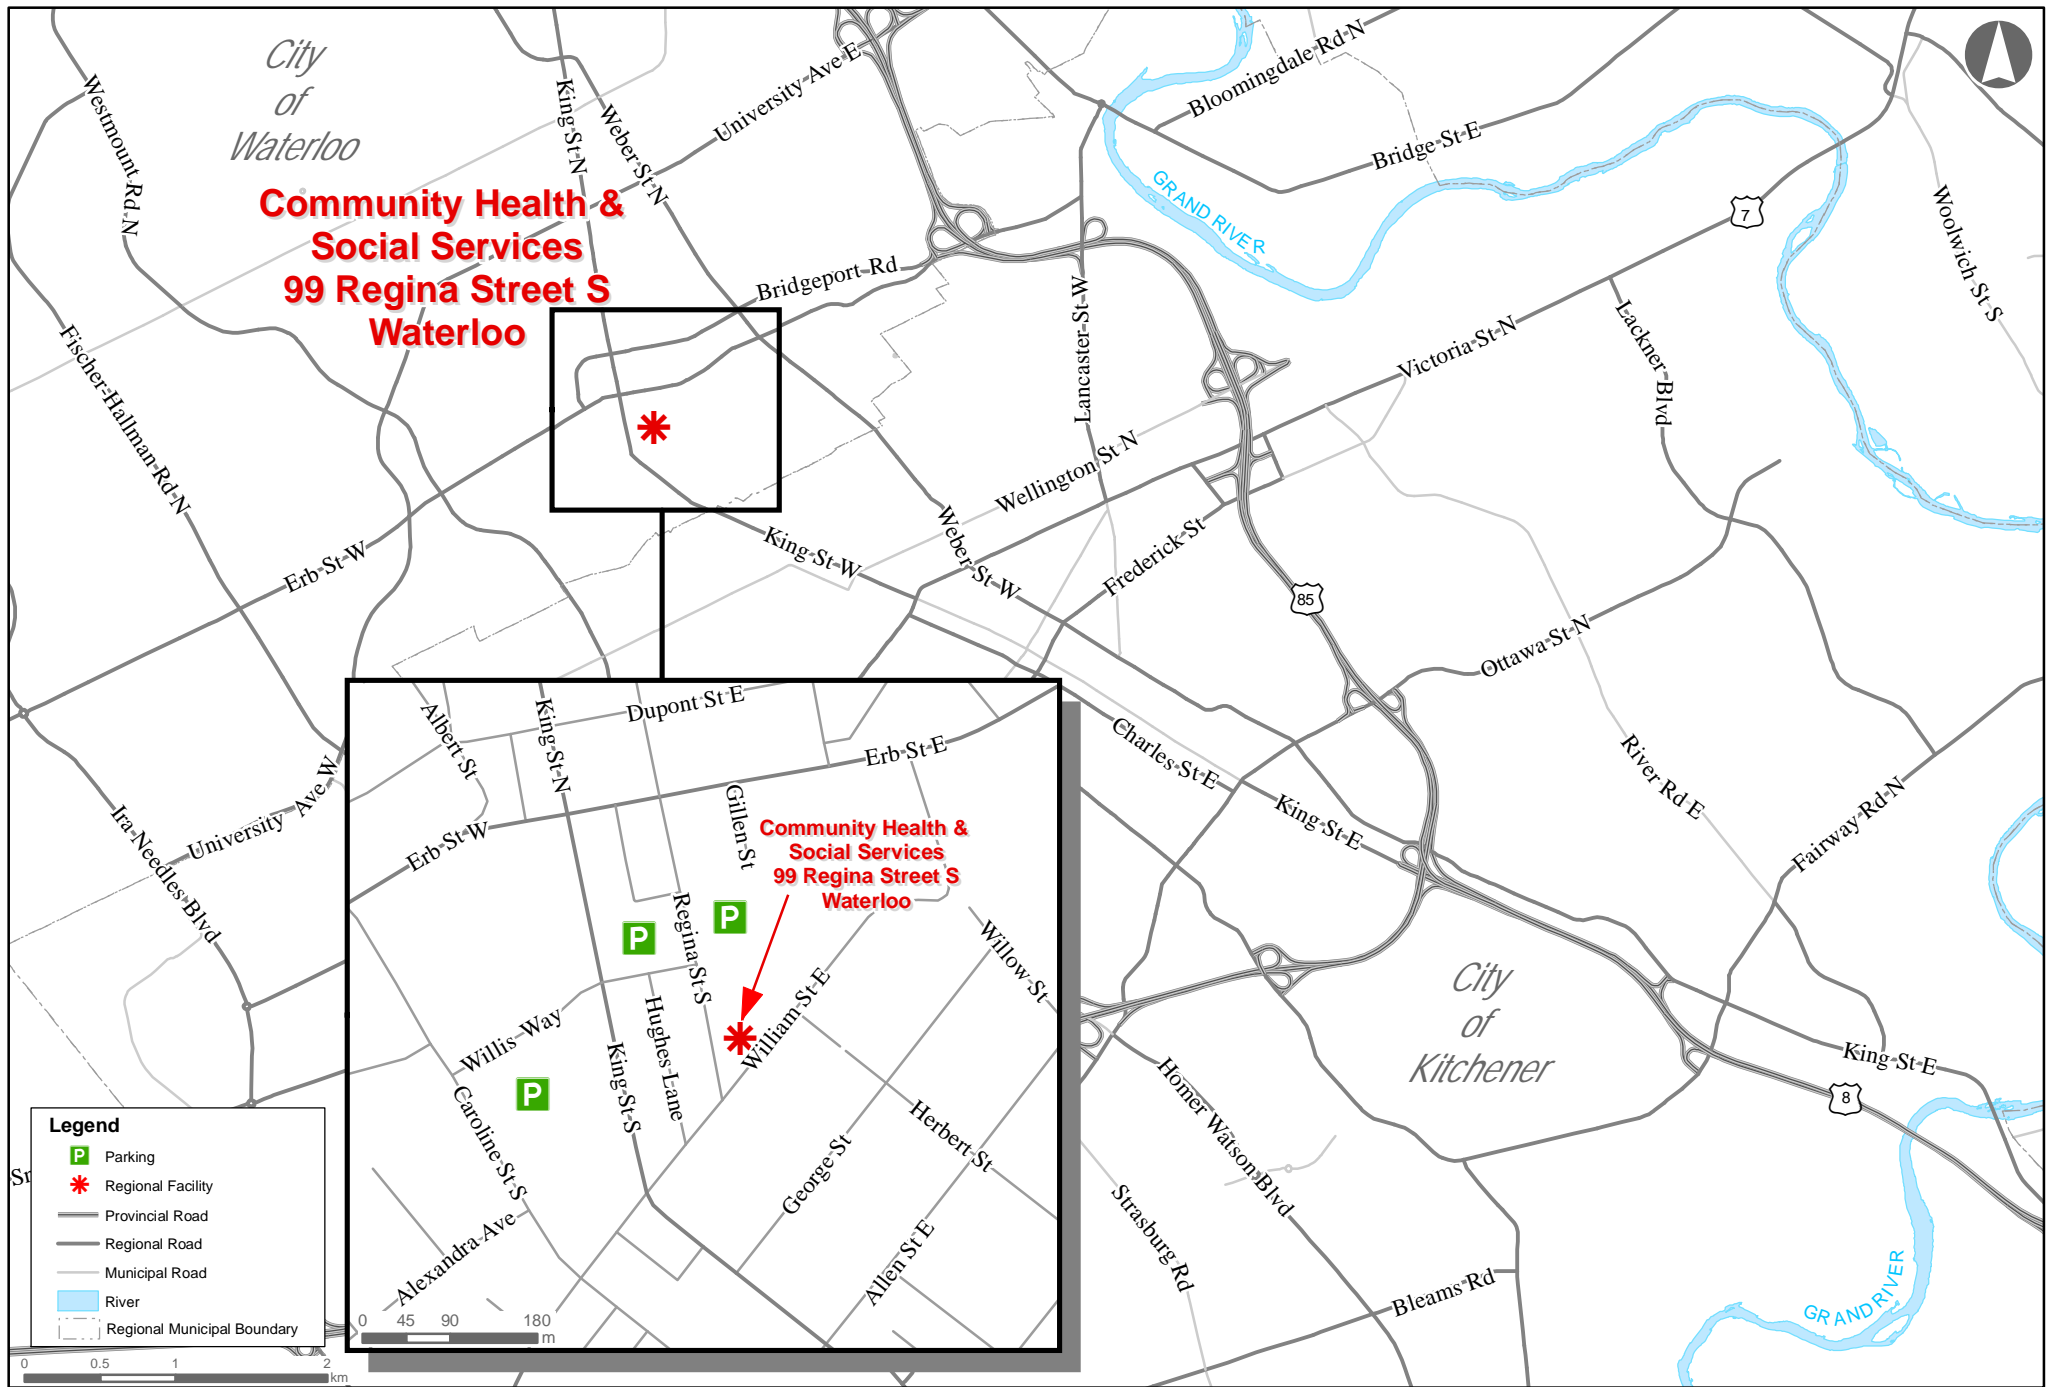 City
of
Waterloo
Community Health &
Social Services
99 Regina Street S
Waterloo
Westmount Rd N
King St N
Weber St N
University Ave E
Bloomingdale Rd N
Bridge St E
GRAND RIVER
7
Woolwich St S
Bridgeport Rd
Fischer-Hallman Rd N
Lancaster St W
Victoria St N
Lackner Blvd
Wellington St N
Erb St W
King St W
Weber St W
Frederick St
85
Ottawa St N
Charles St E
King St E
River Rd E
Fairway Rd N
University Ave W
Ira Needles Blvd
City
of
Kitchener
King St E
8
Homer Watson Blvd
Strasburg Rd
Bleams Rd
GRAND RIVER
Albert St
King St N
Dupont St E
Erb St E
Erb St W
Gillen St
Community Health &
Social Services
99 Regina Street S
Waterloo
P
P
Regina St S
Willow St
Willis Way
Hughes Lane
William St E
King St S
P
Caroline St S
Herbert St
George St
Allen St E
Alexandra Ave
0 45 90 180
m
Legend
P Parking
Regional Facility
Provincial Road
Regional Road
Municipal Road
River
Regional Municipal Boundary
0 0.5 1 2
km